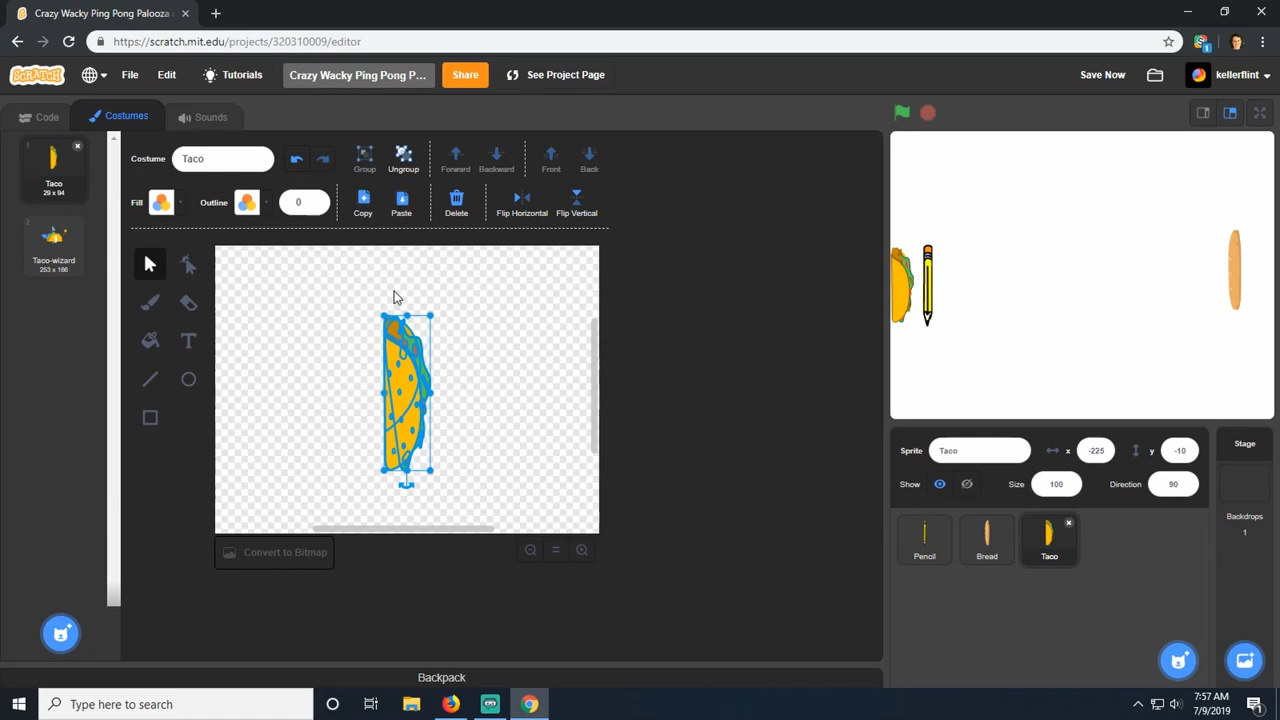 Crazy Wacky Ping Pong Palooza
https://scratch.mit.edu/projects/320310009/editor
SCRATCH File Edit Tutorials Crazy Wacky Ping Pong P... Share See Project Page Save Now kellerflint
Code Costumes Sounds
1
Taco
29 x 94
2
Taco-wizard
253 x 166
Costume Taco Group Ungroup Forward Backward Front Back
Fill Outline 0 Copy Paste Delete Flip Horizontal Flip Vertical
Convert to Bitmap
Sprite Taco x -225 y -10
Show Size 100 Direction 90
Pencil Bread Taco
Stage
Backdrops
1
Backpack
Type here to search
7:57 AM
7/9/2019
1